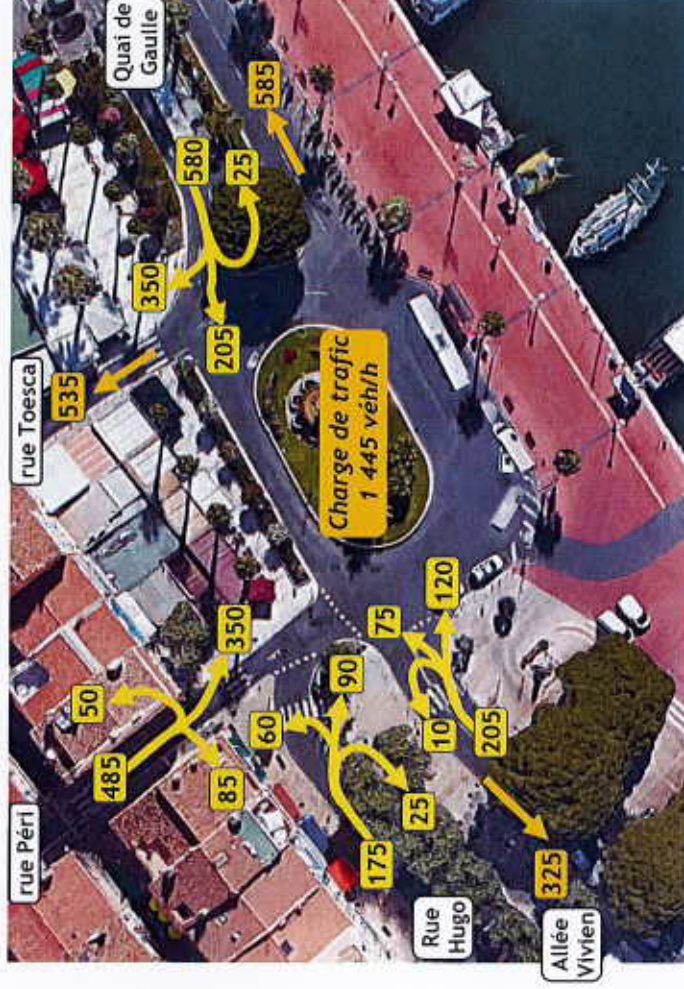 Quai de
Gaulle
rue Toesca
rue Péri
535
350
580
25
585
205
Charge de trafic
1 445 véh/h
50
485
350
85
60
90
175
25
75
120
10
205
325
Rue
Hugo
Allée
Vivien